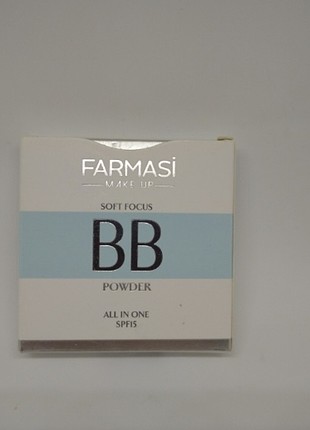 FARMASİ
MAKE UP
SOFT FOCUS
BB
POWDER
ALL IN ONE
SPF15